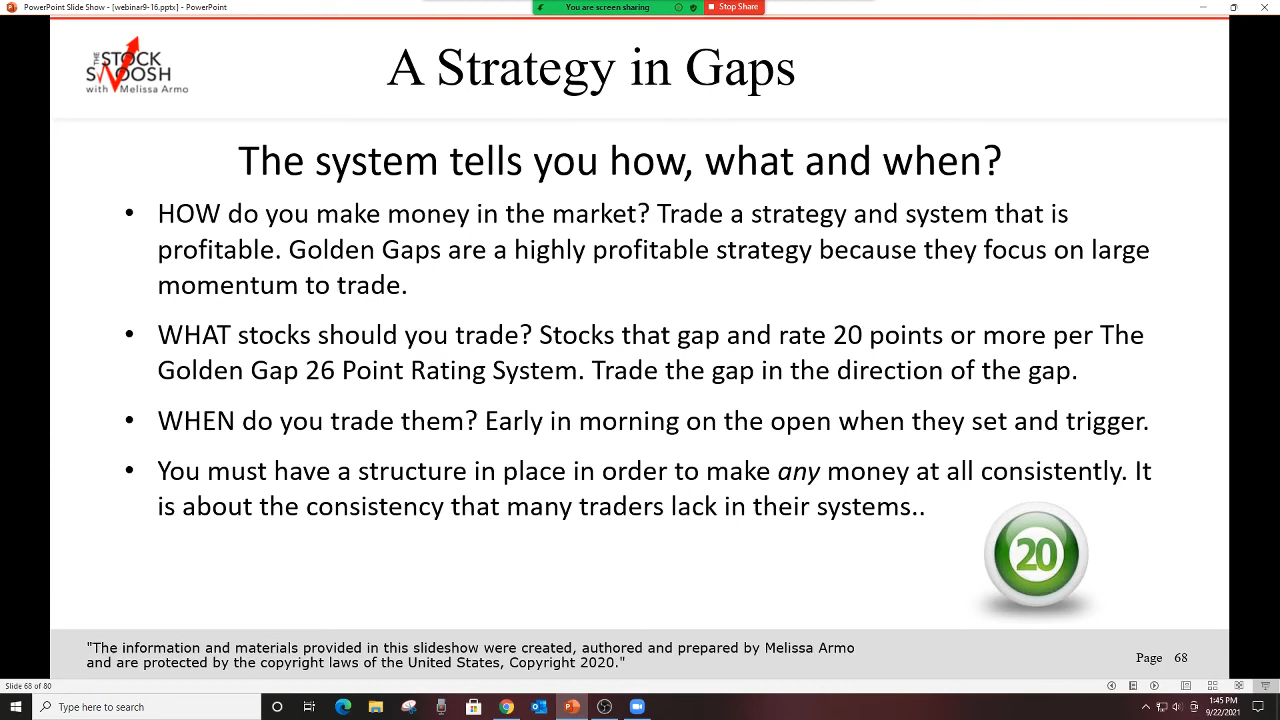 PowerPoint Slide Show - [webinar9-16.pptx] - PowerPoint
You are screen sharing
Stop Share
THE
STOCK
SWOOSH
with Melissa Armo
A Strategy in Gaps
The system tells you how, what and when?
• HOW do you make money in the market? Trade a strategy and system that is
profitable. Golden Gaps are a highly profitable strategy because they focus on large
momentum to trade.
• WHAT stocks should you trade? Stocks that gap and rate 20 points or more per The
Golden Gap 26 Point Rating System. Trade the gap in the direction of the gap.
• WHEN do you trade them? Early in morning on the open when they set and trigger.
• You must have a structure in place in order to make any money at all consistently. It
is about the consistency that many traders lack in their systems..
20
"The information and materials provided in this slideshow were created, authored and prepared by Melissa Armo
and are protected by the copyright laws of the United States, Copyright 2020."
Page 68
Slide 68 of 80
Type here to search
1:45 PM
9/22/2021